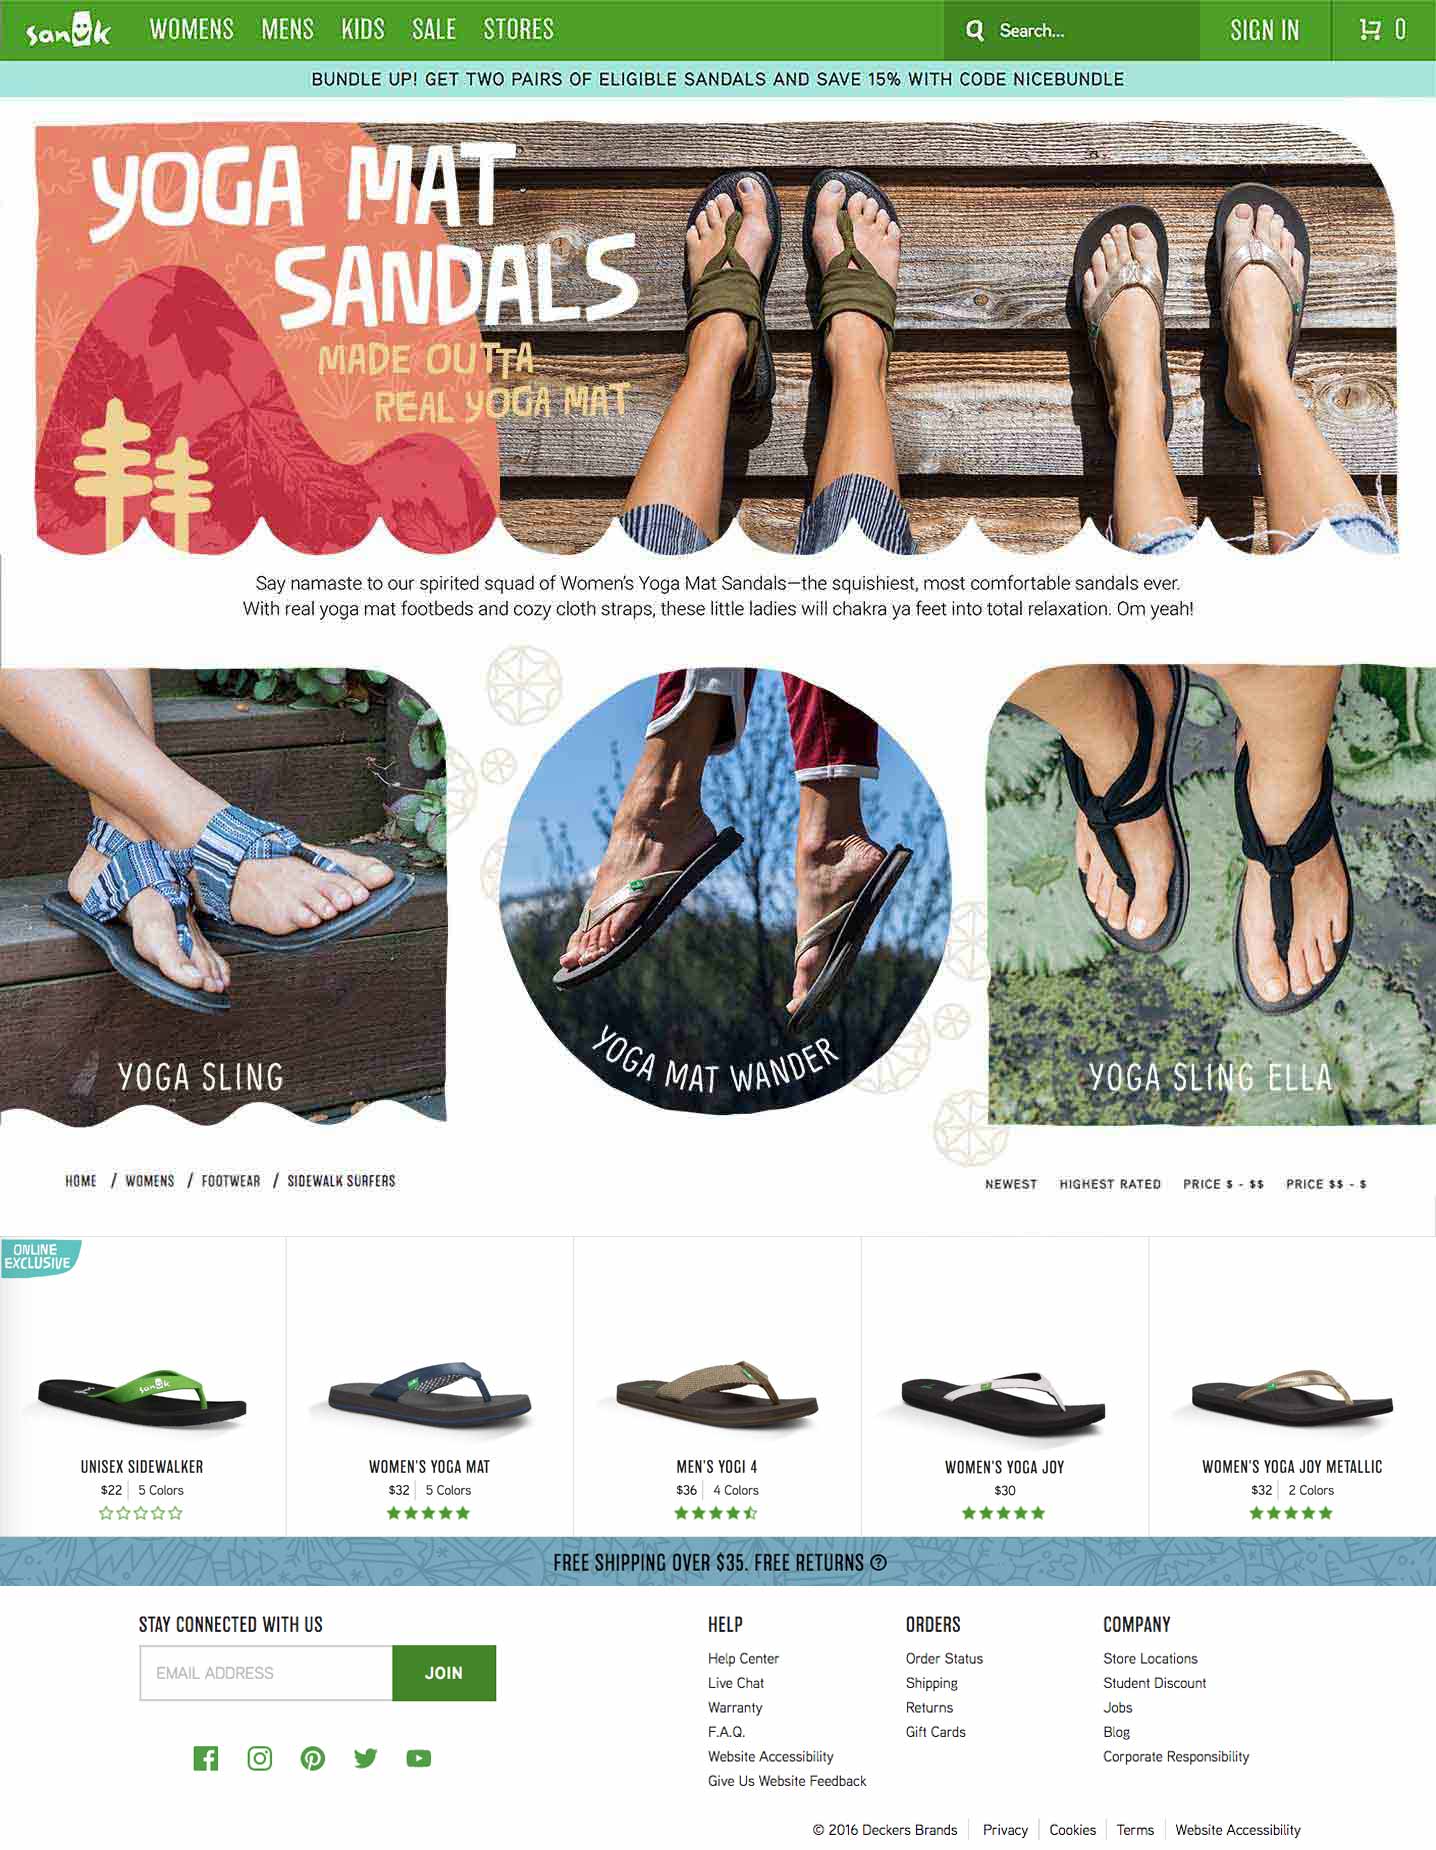 sanuk WOMENS MENS KIDS SALE STORES Search... SIGN IN 0
BUNDLE UP! GET TWO PAIRS OF ELIGIBLE SANDALS AND SAVE 15% WITH CODE NICEBUNDLE
YOGA MAT
SANDALS
MADE OUTTA
REAL YOGA MAT
Say namaste to our spirited squad of Women's Yoga Mat Sandals—the squishiest, most comfortable sandals ever.
With real yoga mat footbeds and cozy cloth straps, these little ladies will chakra ya feet into total relaxation. Om yeah!
YOGA SLING
YOGA MAT WANDER
YOGA SLING ELLA
HOME / WOMENS / FOOTWEAR / SIDEWALK SURFERS
NEWEST HIGHEST RATED PRICE $ - $$ PRICE $$ - $
ONLINE
EXCLUSIVE
sanuk
UNISEX SIDEWALKER
$22 5 Colors
WOMEN'S YOGA MAT
$32 5 Colors
MEN'S YOGI 4
$36 4 Colors
WOMEN'S YOGA JOY
$30
WOMEN'S YOGA JOY METALLIC
$32 2 Colors
FREE SHIPPING OVER $35. FREE RETURNS ?
STAY CONNECTED WITH US
EMAIL ADDRESS JOIN
HELP
Help Center
Live Chat
Warranty
F.A.Q.
Website Accessibility
Give Us Website Feedback
ORDERS
Order Status
Shipping
Returns
Gift Cards
COMPANY
Store Locations
Student Discount
Jobs
Blog
Corporate Responsibility
© 2016 Deckers Brands Privacy Cookies Terms Website Accessibility